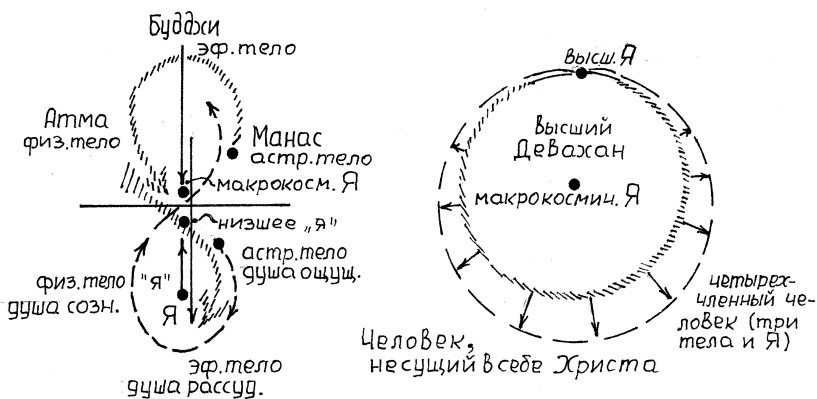 Буддхи
эф.тело
Атма
физ.тело
Манас
астр.тело
макрокосм. Я
низшее „я"
астр.тело
душа ощущ.
физ.тело
душа созн.
"Я"
Я
эф.тело
душа рассуд.
высш. Я
Высший
Девахан
макрокосмич. Я
четырех-
членный че-
ловек (три
тела и Я)
Человек,
несущий в себе Христа